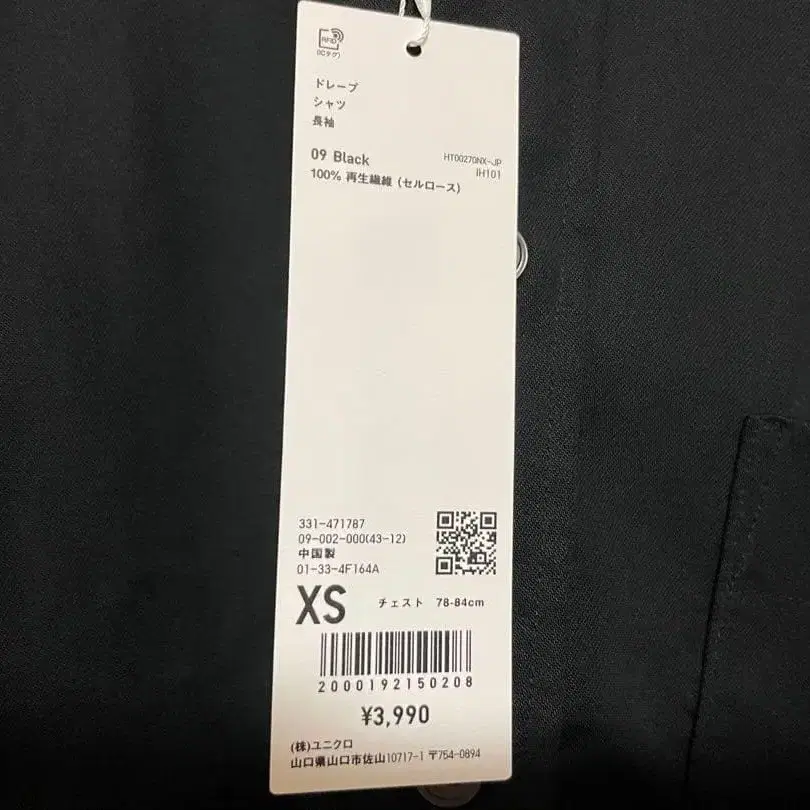 RFID
(ICタグ)
ドレープ
シャツ
長袖
09 Black
HT00270NX-JP
IH101
100% 再生繊維 (セルロース)
331-471787
09-002-000(43-12)
中国製
01-33-4F164A
XS チェスト 78-84cm
2000192150208
¥3,990
(株)ユニクロ
山口県山口市佐山10717-1 〒754-0894